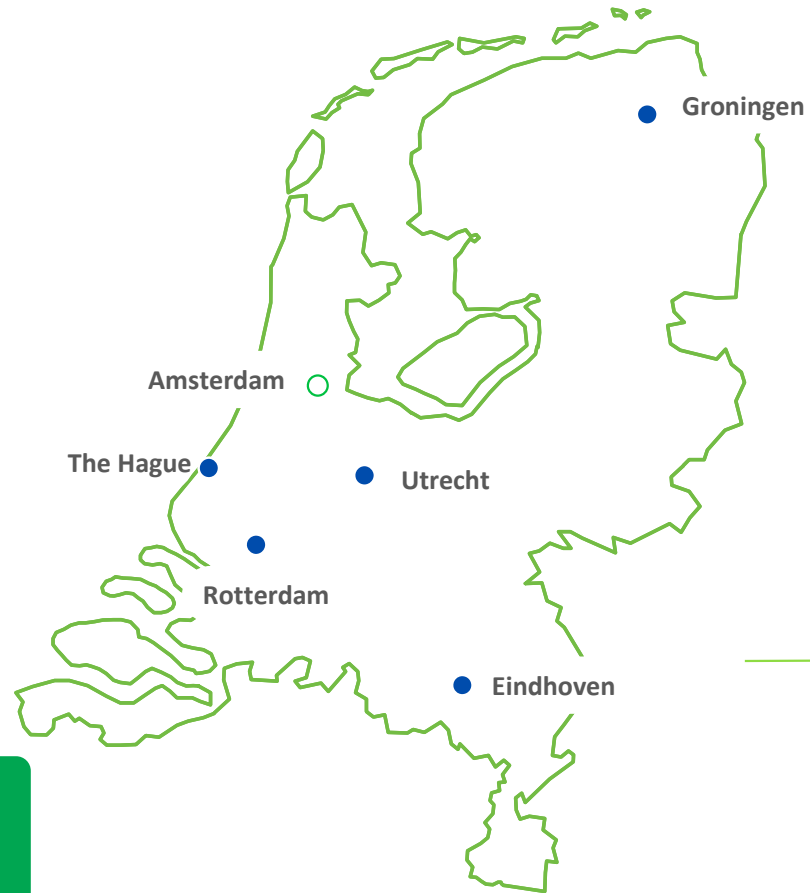 Groningen
Amsterdam
The Hague
Utrecht
Rotterdam
Eindhoven